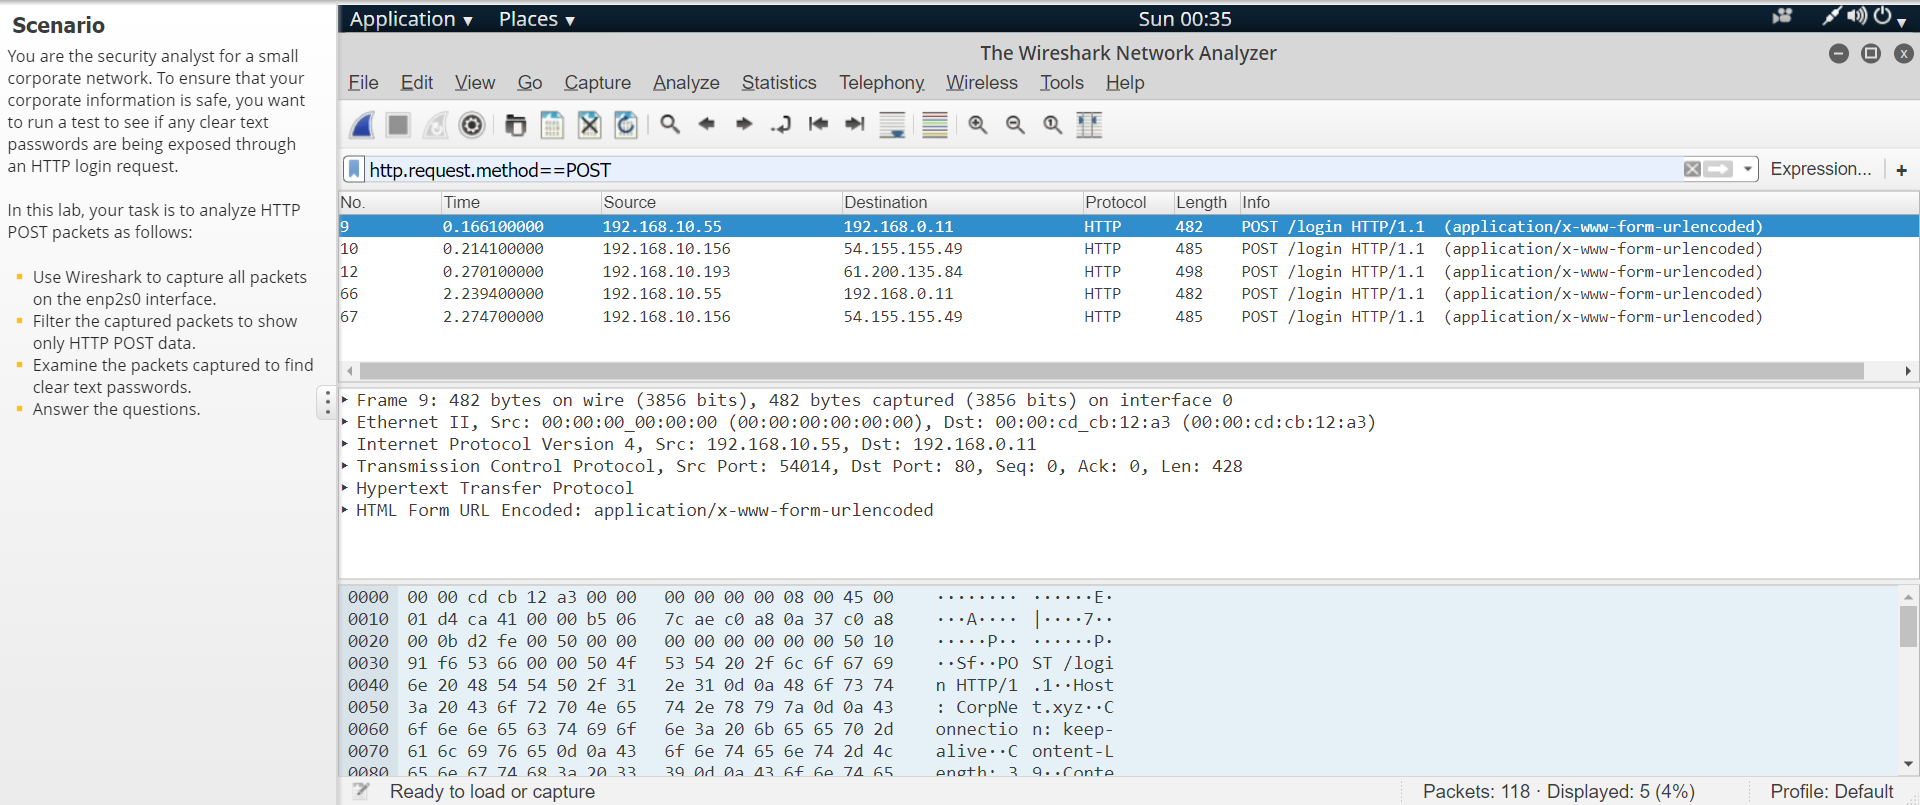 Scenario
You are the security analyst for a small
corporate network. To ensure that your
corporate information is safe, you want
to run a test to see if any clear text
passwords are being exposed through
an HTTP login request.
In this lab, your task is to analyze HTTP
POST packets as follows:
Use Wireshark to capture all packets
on the enp2s0 interface.
Filter the captured packets to show
only HTTP POST data.
Examine the packets captured to find
clear text passwords.
Answer the questions.
Application ▾ Places ▾ Sun 00:35
The Wireshark Network Analyzer
File Edit View Go Capture Analyze Statistics Telephony Wireless Tools Help
http.request.method==POST Expression... +
No. Time Source Destination Protocol Length Info
9 0.166100000 192.168.10.55 192.168.0.11 HTTP 482 POST /login HTTP/1.1 (application/x-www-form-urlencoded)
10 0.214100000 192.168.10.156 54.155.155.49 HTTP 485 POST /login HTTP/1.1 (application/x-www-form-urlencoded)
12 0.270100000 192.168.10.193 61.200.135.84 HTTP 498 POST /login HTTP/1.1 (application/x-www-form-urlencoded)
66 2.239400000 192.168.10.55 192.168.0.11 HTTP 482 POST /login HTTP/1.1 (application/x-www-form-urlencoded)
67 2.274700000 192.168.10.156 54.155.155.49 HTTP 485 POST /login HTTP/1.1 (application/x-www-form-urlencoded)
Frame 9: 482 bytes on wire (3856 bits), 482 bytes captured (3856 bits) on interface 0
Ethernet II, Src: 00:00:00_00:00:00 (00:00:00:00:00:00), Dst: 00:00:cd_cb:12:a3 (00:00:cd:cb:12:a3)
Internet Protocol Version 4, Src: 192.168.10.55, Dst: 192.168.0.11
Transmission Control Protocol, Src Port: 54014, Dst Port: 80, Seq: 0, Ack: 0, Len: 428
Hypertext Transfer Protocol
HTML Form URL Encoded: application/x-www-form-urlencoded
0000 00 00 cd cb 12 a3 00 00 00 00 00 00 08 00 45 00 ········ ······E·
0010 01 d4 ca 41 00 00 b5 06 7c ae c0 a8 0a 37 c0 a8 ···A···· |····7··
0020 00 0b d2 fe 00 50 00 00 00 00 00 00 00 00 50 10 ·····P·· ······P·
0030 91 f6 53 66 00 00 50 4f 53 54 20 2f 6c 6f 67 69 ··Sf··PO ST /logi
0040 6e 20 48 54 54 50 2f 31 2e 31 0d 0a 48 6f 73 74 n HTTP/1 .1··Host
0050 3a 20 43 6f 72 70 4e 65 74 2e 78 79 7a 0d 0a 43 : CorpNe t.xyz··C
0060 6f 6e 6e 65 63 74 69 6f 6e 3a 20 6b 65 65 70 2d onnectio n: keep-
0070 61 6c 69 76 65 0d 0a 43 6f 6e 74 65 6e 74 2d 4c alive··C ontent-L
0080 65 6e 67 74 68 3a 20 33 39 0d 0a 43 6f 6e 74 65 ength: 3 9··Conte
Ready to load or capture Packets: 118 · Displayed: 5 (4%) Profile: Default